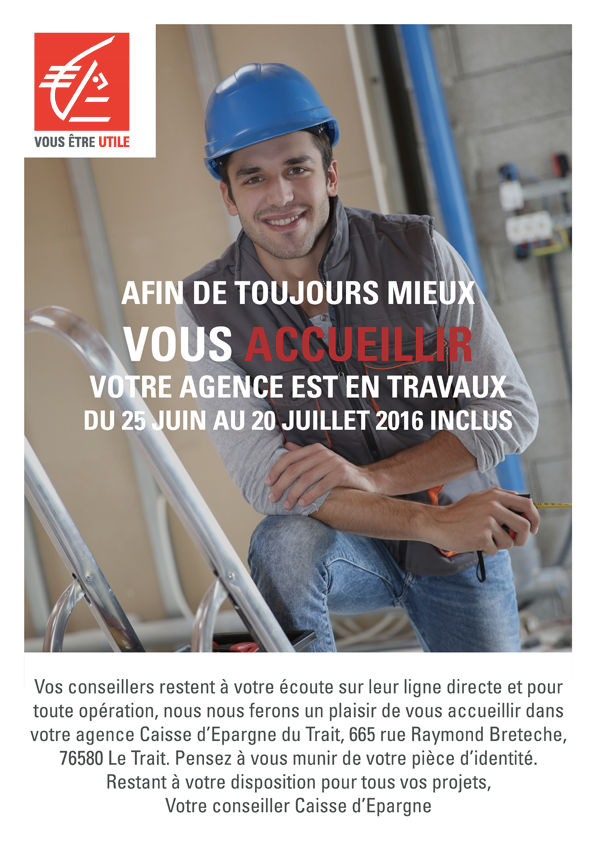 VOUS ÊTRE UTILE
AFIN DE TOUJOURS MIEUX
VOUS ACCUEILLIR
VOTRE AGENCE EST EN TRAVAUX
DU 25 JUIN AU 20 JUILLET 2016 INCLUS
Vos conseillers restent à votre écoute sur leur ligne directe et pour
toute opération, nous nous ferons un plaisir de vous accueillir dans
votre agence Caisse d’Epargne du Trait, 665 rue Raymond Breteche,
76580 Le Trait. Pensez à vous munir de votre pièce d’identité.
Restant à votre disposition pour tous vos projets,
Votre conseiller Caisse d’Epargne